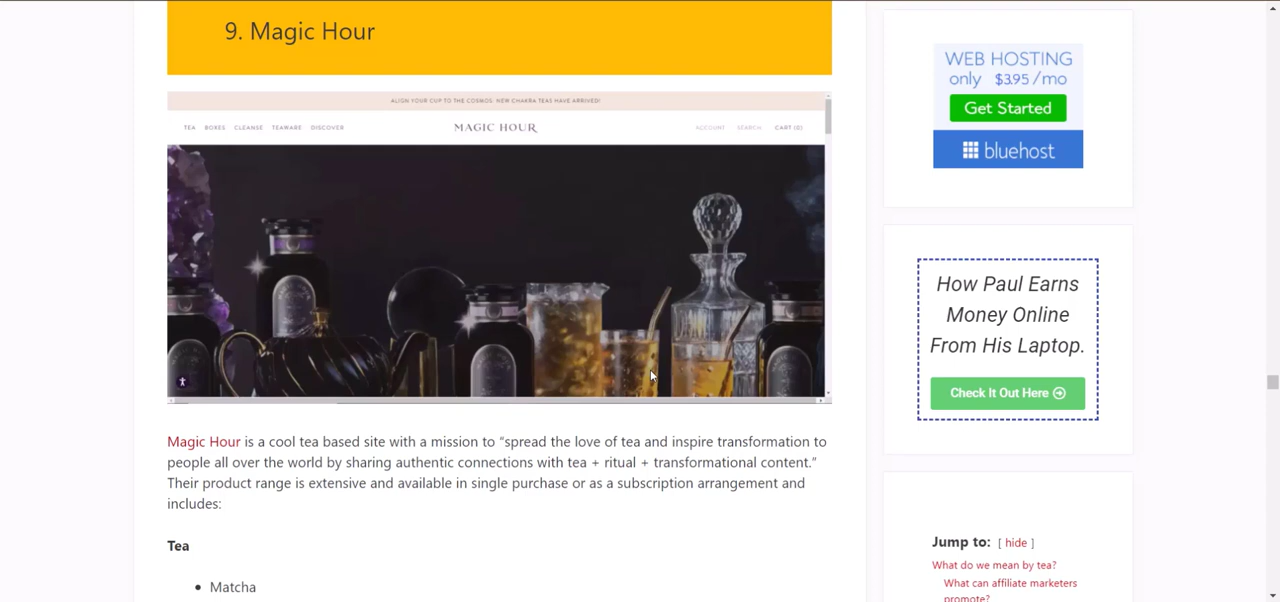 9. Magic Hour
ALIGN YOUR CUP TO THE COSMOS: NEW CHAKRA TEAS HAVE ARRIVED!
TEA BOXES CLEANSE TEAWARE DISCOVER MAGIC HOUR ACCOUNT SEARCH CART (0)
Magic Hour is a cool tea based site with a mission to “spread the love of tea and inspire transformation to
people all over the world by sharing authentic connections with tea + ritual + transformational content.”
Their product range is extensive and available in single purchase or as a subscription arrangement and
includes:
Tea
• Matcha
WEB HOSTING
only $3.95/mo
Get Started
bluehost
How Paul Earns
Money Online
From His Laptop.
Check It Out Here
Jump to: [ hide ]
What do we mean by tea?
What can affiliate marketers
promote?